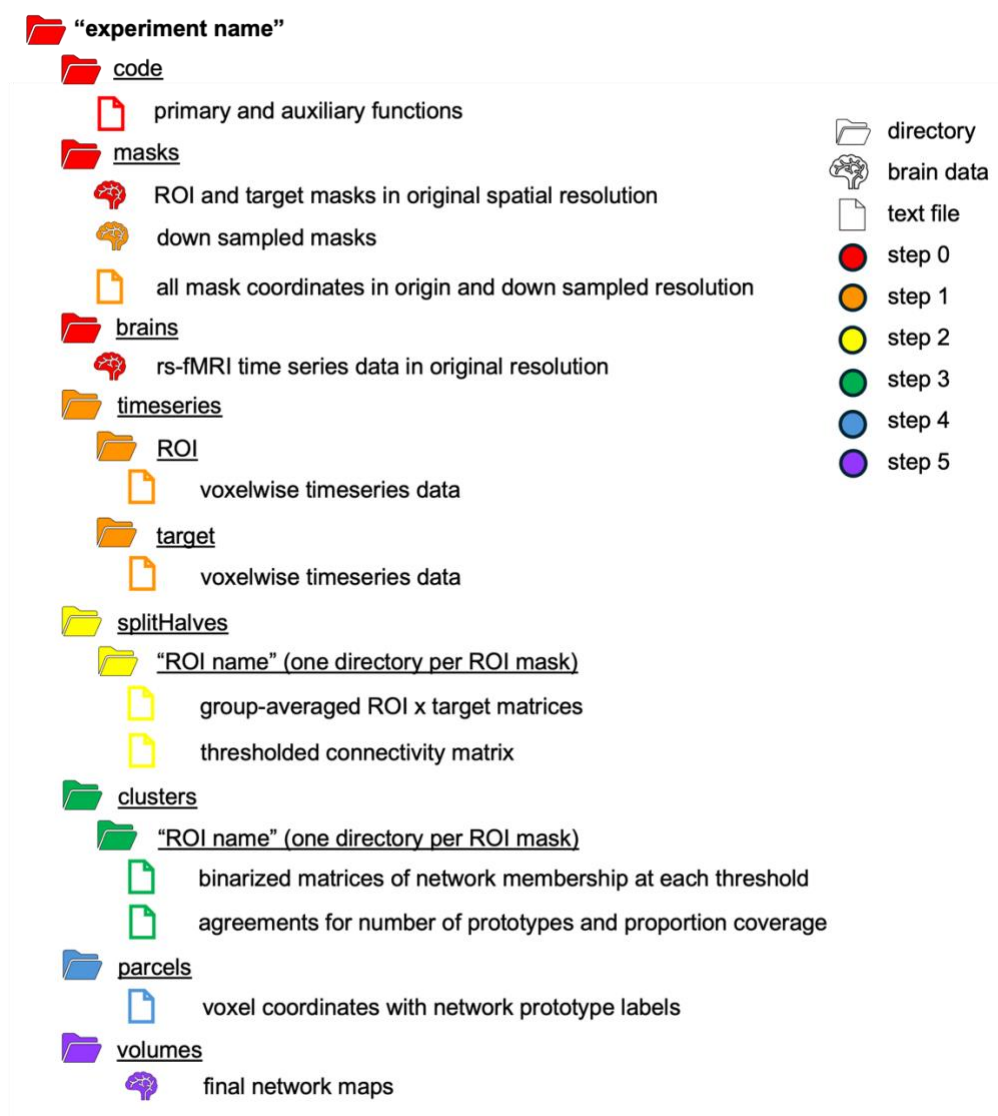 “experiment name”
code
primary and auxiliary functions
masks
ROI and target masks in original spatial resolution
down sampled masks
all mask coordinates in origin and down sampled resolution
brains
rs-fMRI time series data in original resolution
timeseries
ROI
voxelwise timeseries data
target
voxelwise timeseries data
splitHalves
“ROI name” (one directory per ROI mask)
group-averaged ROI x target matrices
thresholded connectivity matrix
clusters
“ROI name” (one directory per ROI mask)
binarized matrices of network membership at each threshold
agreements for number of prototypes and proportion coverage
parcels
voxel coordinates with network prototype labels
volumes
final network maps
directory
brain data
text file
step 0
step 1
step 2
step 3
step 4
step 5